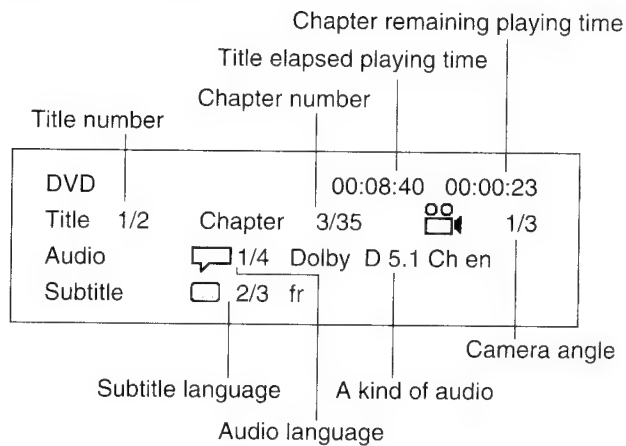 Chapter remaining playing time
Title elapsed playing time
Chapter number
Title number
DVD 00:08:40 00:00:23
Title 1/2 Chapter 3/35 1/3
Audio 1/4 Dolby D 5.1 Ch en
Subtitle 2/3 fr
Camera angle
Subtitle language A kind of audio
Audio language